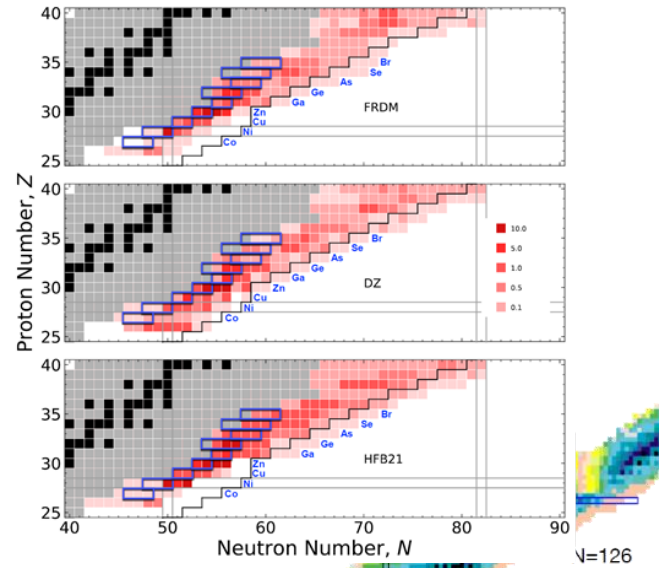 Proton Number, Z
40
35
30
25
Br
Se
As
Ge
Ga
Zn
Cu
Ni
Co
FRDM
40
35
30
25
Br
Se
As
Ge
Ga
Zn
Cu
Ni
Co
DZ
10.0
5.0
1.0
0.5
0.1
40
35
30
25
Br
Se
As
Ge
Ga
Zn
Cu
Ni
Co
HFB21
40 50 60 70 80 90
Neutron Number, N
N=126